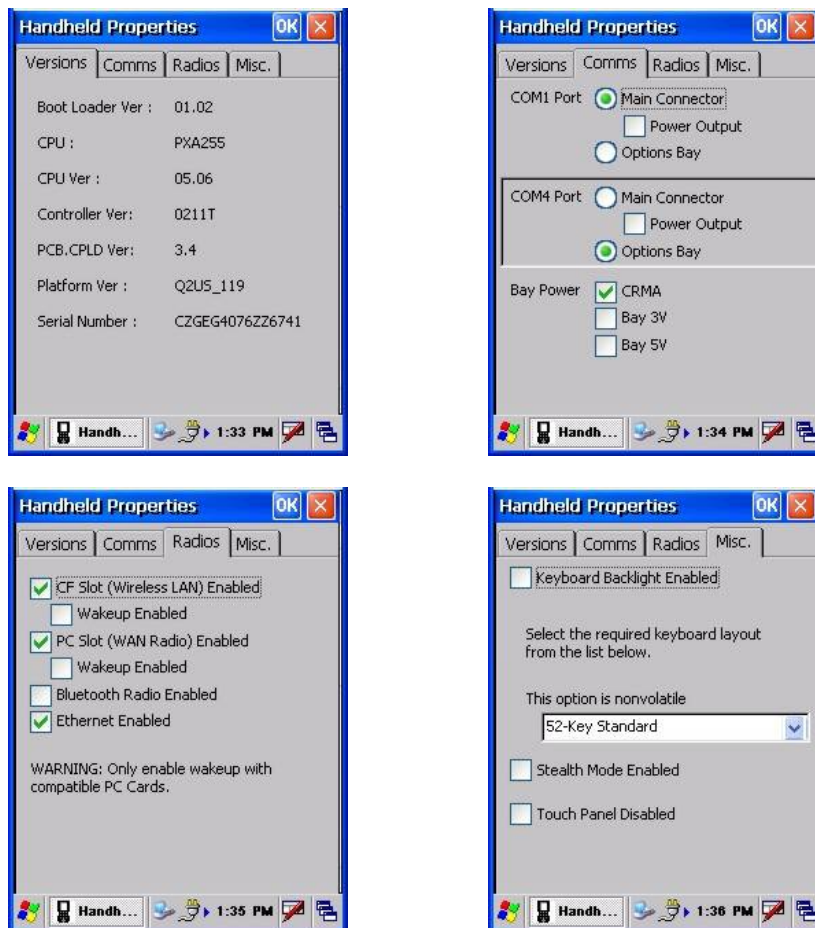 Handheld Properties OK
Versions Comms Radios Misc.
Boot Loader Ver : 01.02
CPU : PXA255
CPU Ver : 05.06
Controller Ver: 0211T
PCB.CPLD Ver: 3.4
Platform Ver : Q2US_119
Serial Number : CZGEG4076ZZ6741
Handh... 1:33 PM
Handheld Properties OK
Versions Comms Radios Misc.
COM1 Port Main Connector
Power Output
Options Bay
COM4 Port Main Connector
Power Output
Options Bay
Bay Power CRMA
Bay 3V
Bay 5V
Handh... 1:34 PM
Handheld Properties OK
Versions Comms Radios Misc.
CF Slot (Wireless LAN) Enabled
Wakeup Enabled
PC Slot (WAN Radio) Enabled
Wakeup Enabled
Bluetooth Radio Enabled
Ethernet Enabled
WARNING: Only enable wakeup with
compatible PC Cards.
Handh... 1:35 PM
Handheld Properties OK
Versions Comms Radios Misc.
Keyboard Backlight Enabled
Select the required keyboard layout
from the list below.
This option is nonvolatile
52-Key Standard
Stealth Mode Enabled
Touch Panel Disabled
Handh... 1:36 PM